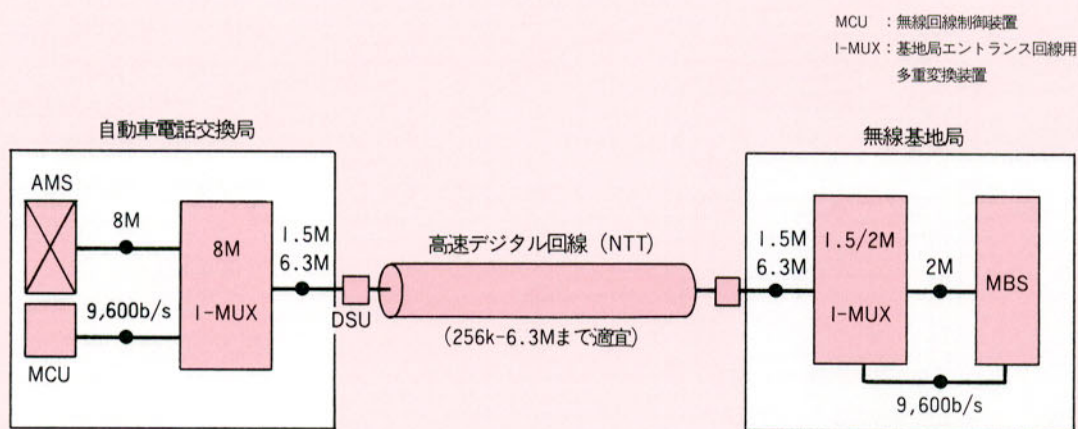 MCU ：無線回線制御装置
I-MUX：基地局エントランス回線用
多重変換装置
自動車電話交換局
無線基地局
AMS
8M
8M
I-MUX
9,600b/s
MCU
1.5M
6.3M
DSU
高速デジタル回線（NTT）
(256k-6.3Mまで適宜)
1.5M
6.3M
1.5/2M
I-MUX
2M
MBS
9,600b/s